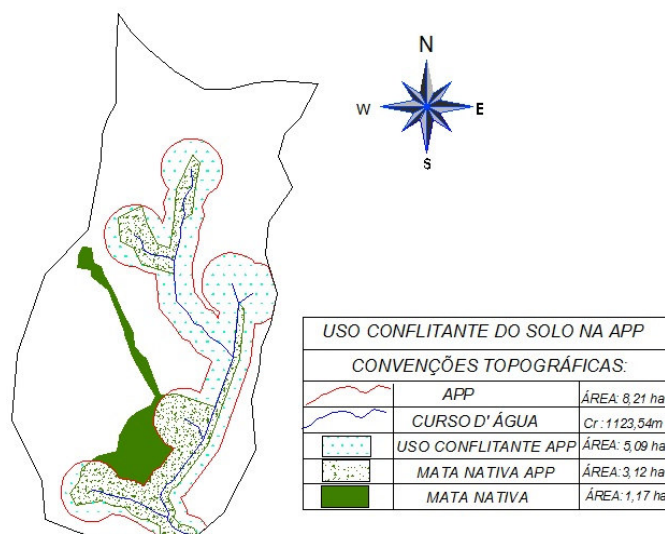 N
W
E
S
USO CONFLITANTE DO SOLO NA APP
CONVENÇÕES TOPOGRÁFICAS:
APP ÁREA: 8,21 ha
CURSO D' ÁGUA Cr.:1123,54m
USO CONFLITANTE APP ÁREA: 5,09 ha
MATA NATIVA APP ÁREA:3,12 ha
MATA NATIVA ÁREA:1,17 ha